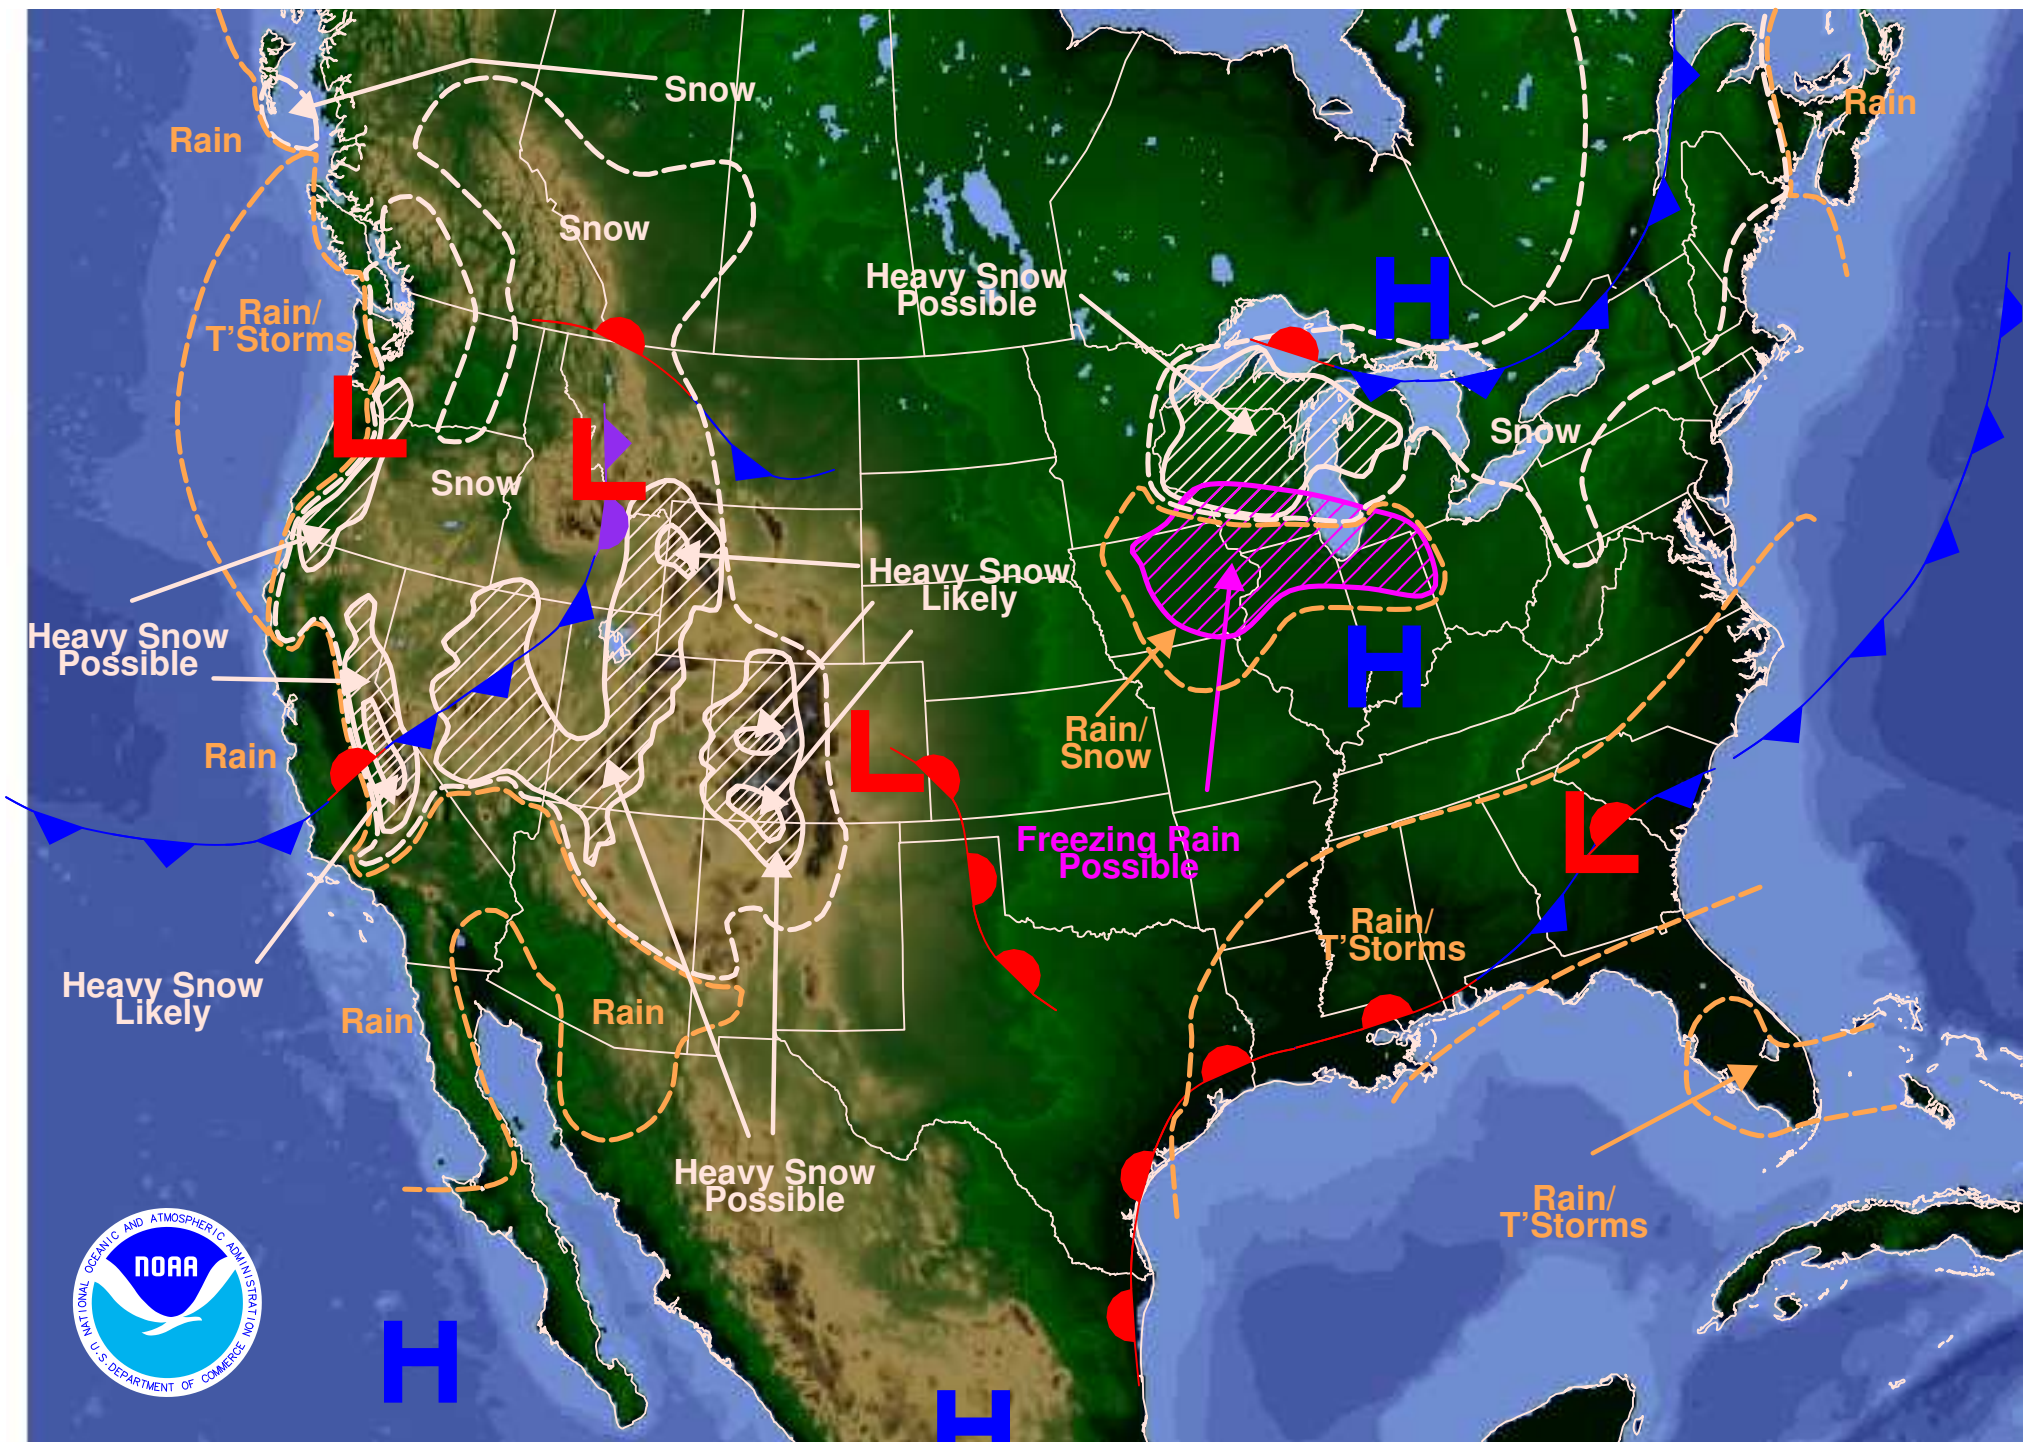 Snow
Rain
Rain
Snow
Heavy Snow
Possible
Rain/
T'Storms
H
L
L
Snow
Snow
Heavy Snow
Likely
Heavy Snow
Possible
H
Rain
L
Rain/
Snow
Freezing Rain
Possible
L
Rain/
T'Storms
Heavy Snow
Likely
Rain
Rain
Heavy Snow
Possible
Rain/
T'Storms
NATIONAL OCEANIC AND ATMOSPHERIC ADMINISTRATION
NOAA
U.S. DEPARTMENT OF COMMERCE
H
H